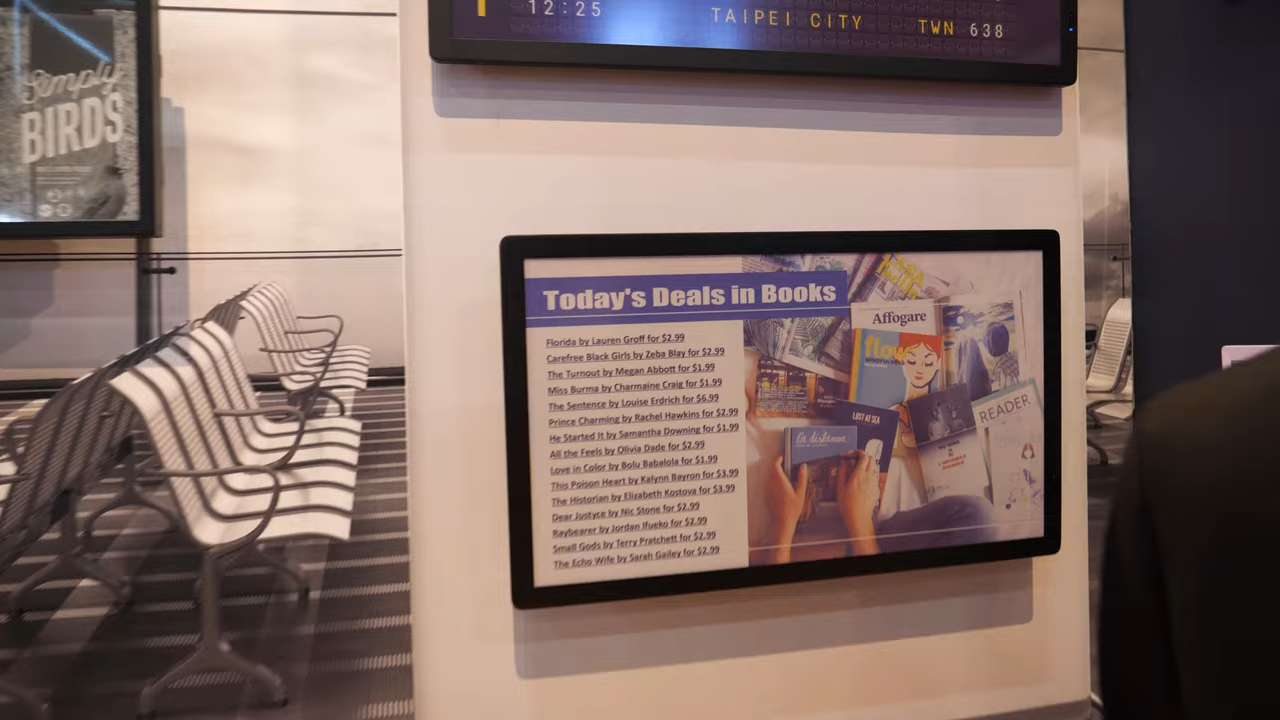 12:25 TAIPEI CITY TWN 638
Simply
BIRDS
Today's Deals in Books
Florida by Lauren Groff for $2.99
Carefree Black Girls by Zeba Blay for $2.99
The Turnout by Megan Abbott for $1.99
Miss Burma by Charmaine Craig for $1.99
The Sentence by Louise Erdrich for $6.99
Prince Charming by Rachel Hawkins for $2.99
He Started It by Samantha Downing for $1.99
All the Feels by Olivia Dade for $2.99
Love in Color by Bolu Babalola for $1.99
This Poison Heart by Kalynn Bayron for $3.99
The Historian by Elizabeth Kostova for $3.99
Dear Justyce by Nic Stone for $2.99
Raybearer by Jordan Ifueko for $2.99
Small Gods by Terry Pratchett for $2.99
The Echo Wife by Sarah Gailey for $2.99
Affogare
flow
MINDFULNESS
READER.
LOST AT SEA
La distanza